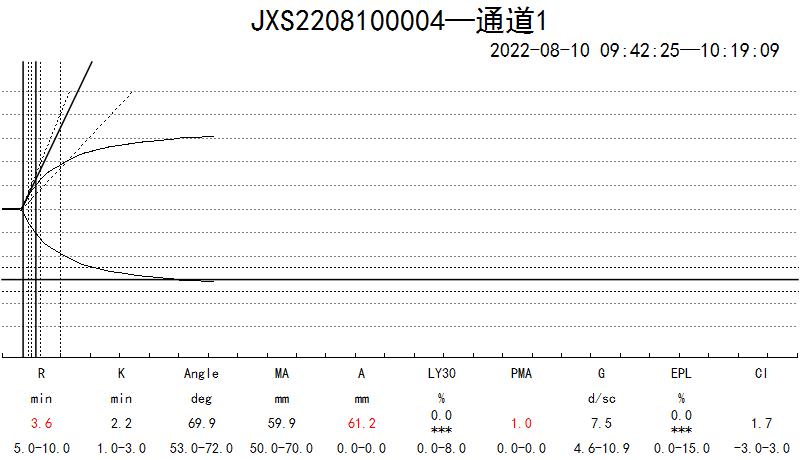 JXS2208100004—通道1
2022-08-10 09:42:25—10:19:09
R K Angle MA A LY30 PMA G EPL CI
min min deg mm mm % d/sc %
3.6 2.2 69.9 59.9 61.2 0.0 1.0 7.5 0.0 1.7
*** ***
5.0-10.0 1.0-3.0 53.0-72.0 50.0-70.0 0.0-0.0 0.0-8.0 0.0-0.0 4.6-10.9 0.0-15.0 -3.0-3.0